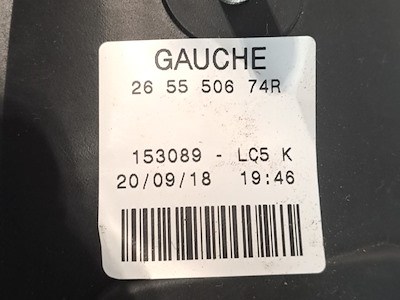 GAUCHE
26 55 506 74R
153089 - LC5 K
20/09/18 19:46